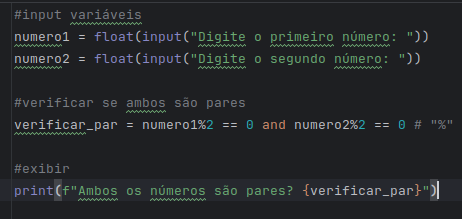 #input variáveis
numero1 = float(input("Digite o primeiro número: "))
numero2 = float(input("Digite o segundo número: "))
#verificar se ambos são pares
verificar_par = numero1%2 == 0 and numero2%2 == 0 # "%"
#exibir
print(f"Ambos os números são pares? {verificar_par}")